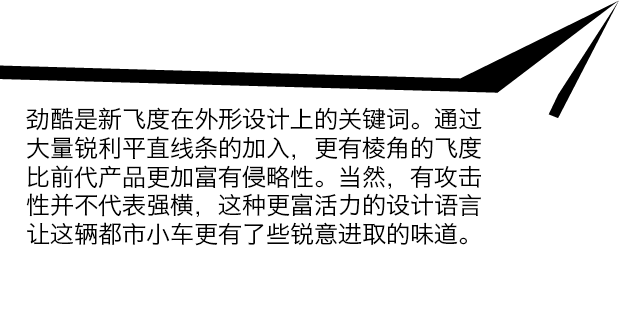 劲酷是新飞度在外形设计上的关键词。通过
大量锐利平直线条的加入，更有棱角的飞度
比前代产品更加富有侵略性。当然，有攻击
性并不代表强横，这种更富活力的设计语言
让这辆都市小车更有了些锐意进取的味道。